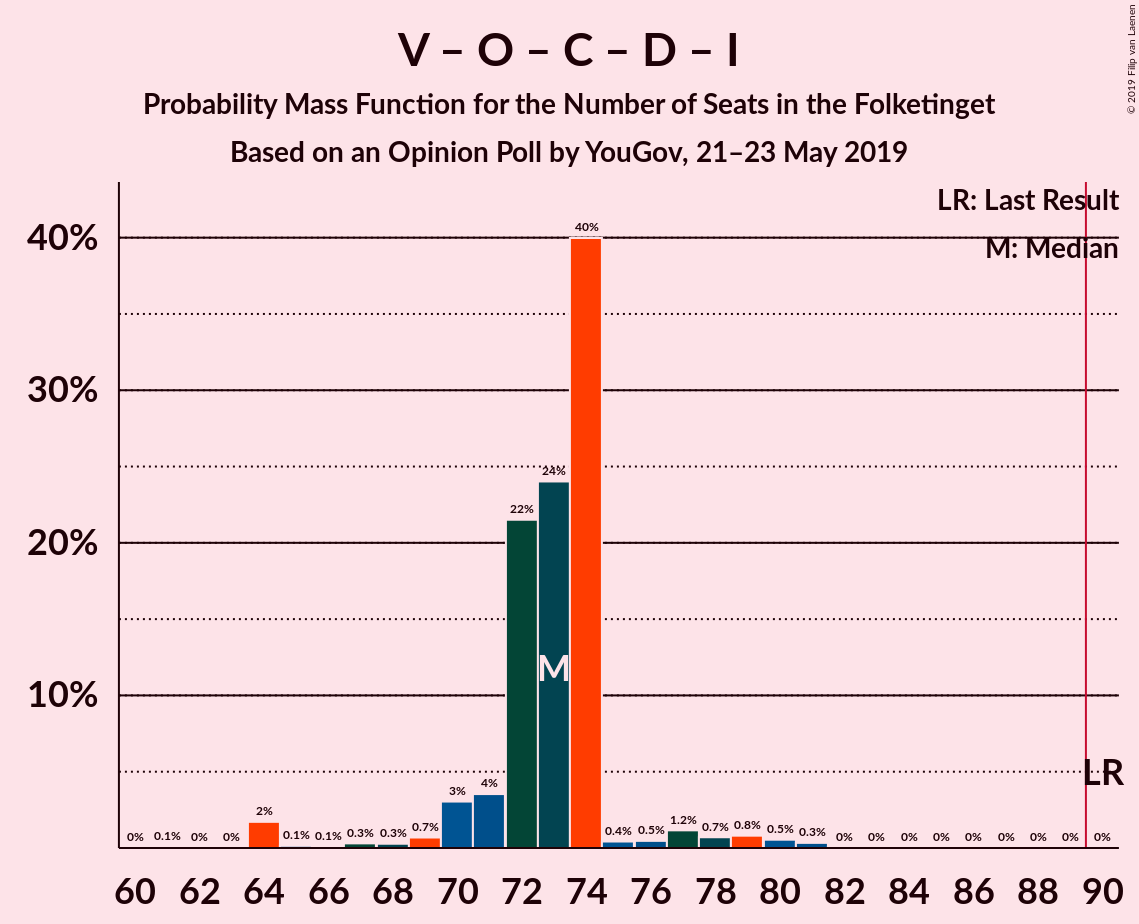 V – O – C – D – I
Probability Mass Function for the Number of Seats in the Folketinget
Based on an Opinion Poll by YouGov, 21–23 May 2019
© 2019 Filip van Laenen
LR: Last Result
M: Median
40%
30%
20%
10%
0% 0.1% 0% 0% 2% 0.1% 0.1% 0.3% 0.3% 0.7% 3% 4% 22% 24% 40% 0.4% 0.5% 1.2% 0.7% 0.8% 0.5% 0.3% 0% 0% 0% 0% 0% 0% 0% 0% 0%
M
LR
60 62 64 66 68 70 72 74 76 78 80 82 84 86 88 90